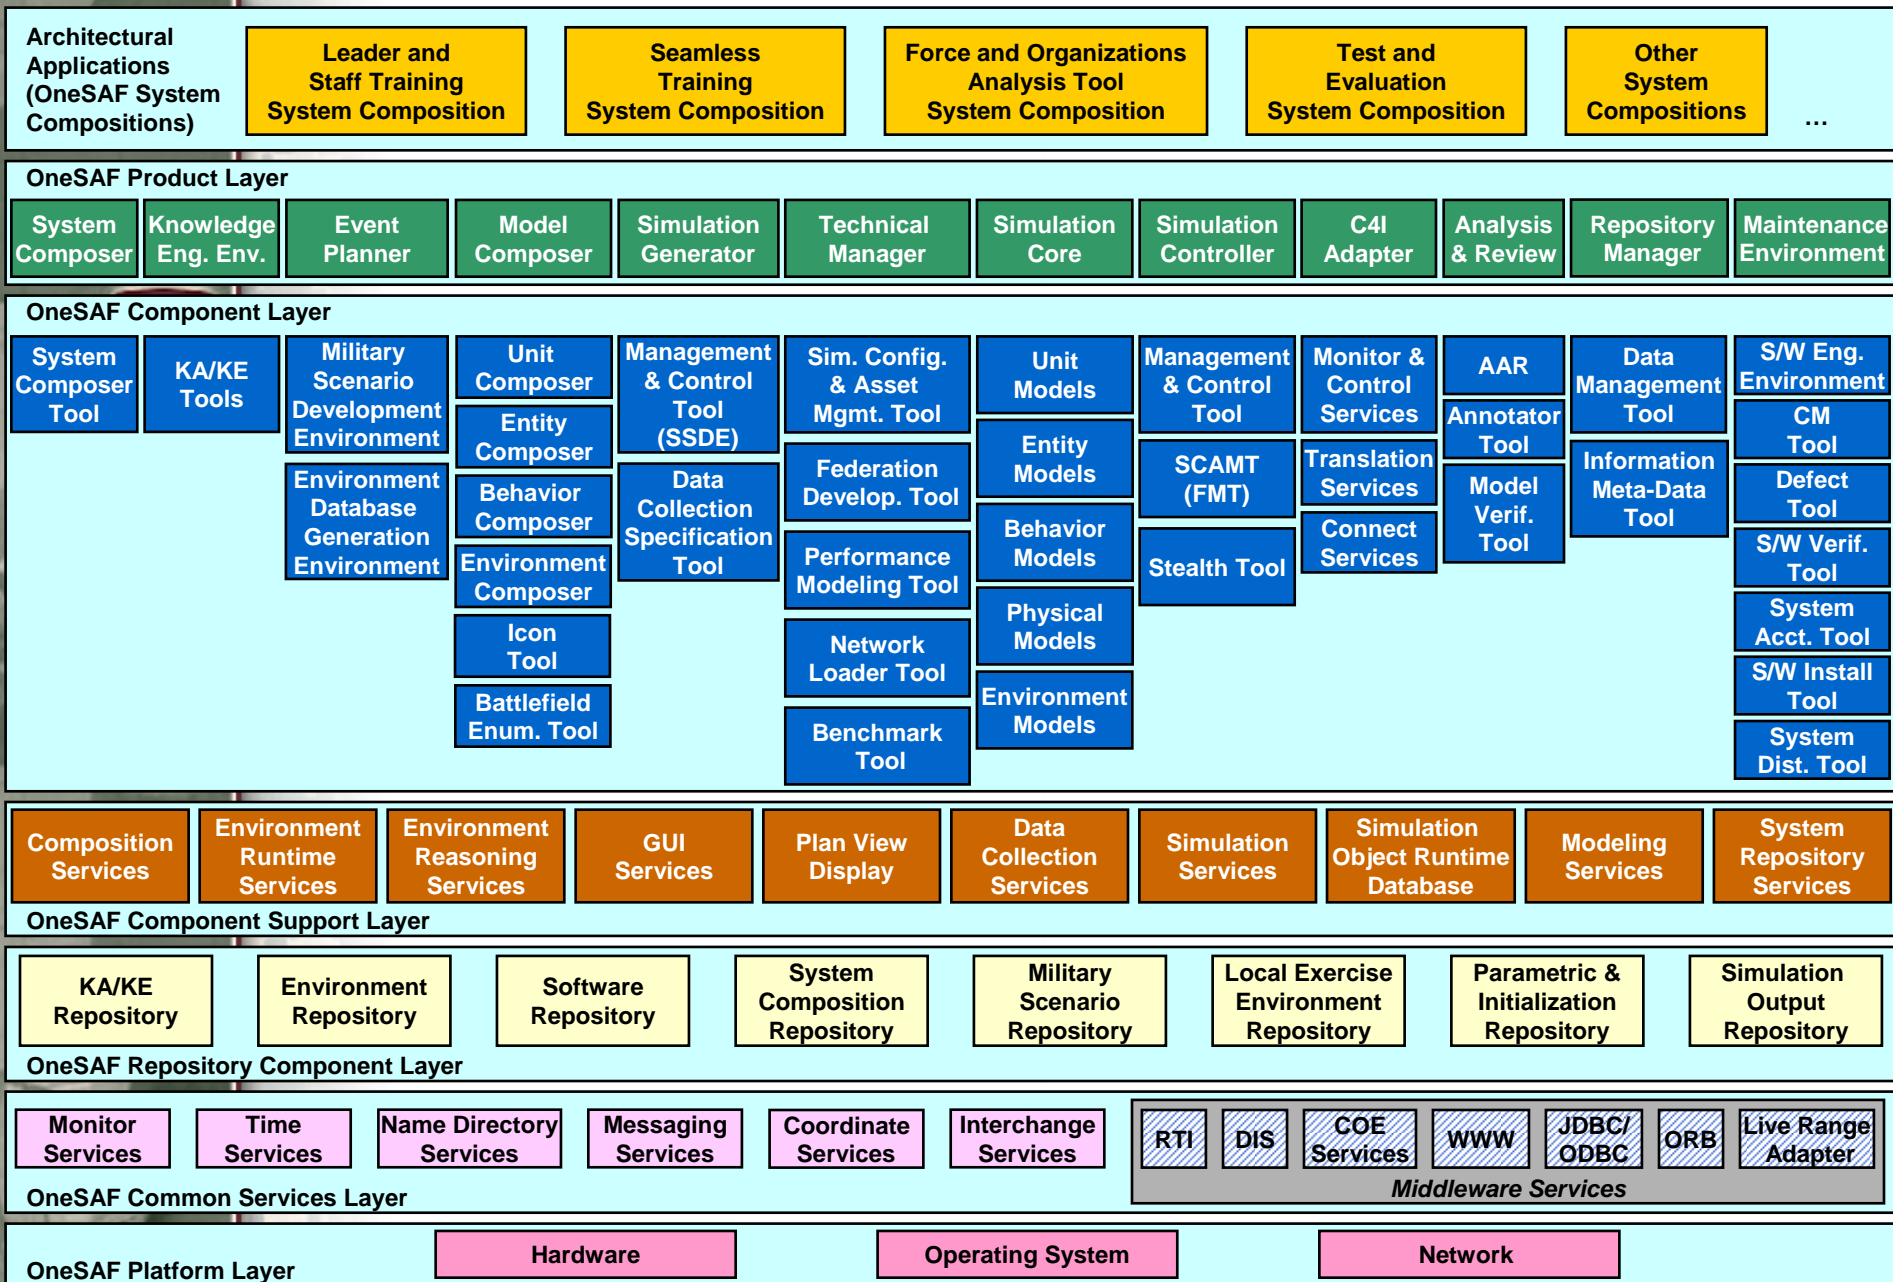 Architectural
Applications
(OneSAF System
Compositions)
Leader and
Staff Training
System Composition
Seamless
Training
System Composition
Force and Organizations
Analysis Tool
System Composition
Test and
Evaluation
System Composition
Other
System
Compositions
...
OneSAF Product Layer
System
Composer
Knowledge
Eng. Env.
Event
Planner
Model
Composer
Simulation
Generator
Technical
Manager
Simulation
Core
Simulation
Controller
C4I
Adapter
Analysis
& Review
Repository
Manager
Maintenance
Environment
OneSAF Component Layer
System
Composer
Tool
KA/KE
Tools
Military
Scenario
Development
Environment
Environment
Database
Generation
Environment
Unit
Composer
Entity
Composer
Behavior
Composer
Environment
Composer
Icon
Tool
Battlefield
Enum. Tool
Management
& Control
Tool
(SSDE)
Data
Collection
Specification
Tool
Sim. Config.
& Asset
Mgmt. Tool
Federation
Develop. Tool
Performance
Modeling Tool
Network
Loader Tool
Benchmark
Tool
Unit
Models
Entity
Models
Behavior
Models
Physical
Models
Environment
Models
Management
& Control
Tool
SCAMT
(FMT)
Stealth Tool
Monitor &
Control
Services
Translation
Services
Connect
Services
AAR
Annotator
Tool
Model
Verif.
Tool
Data
Management
Tool
Information
Meta-Data
Tool
S/W Eng.
Environment
CM
Tool
Defect
Tool
S/W Verif.
Tool
System
Acct. Tool
S/W Install
Tool
System
Dist. Tool
Composition
Services
Environment
Runtime
Services
Environment
Reasoning
Services
GUI
Services
Plan View
Display
Data
Collection
Services
Simulation
Services
Simulation
Object Runtime
Database
Modeling
Services
System
Repository
Services
OneSAF Component Support Layer
KA/KE
Repository
Environment
Repository
Software
Repository
System
Composition
Repository
Military
Scenario
Repository
Local Exercise
Environment
Repository
Parametric &
Initialization
Repository
Simulation
Output
Repository
OneSAF Repository Component Layer
Monitor
Services
Time
Services
Name Directory
Services
Messaging
Services
Coordinate
Services
Interchange
Services
RTI
DIS
COE
Services
WWW
JDBC/
ODBC
ORB
Live Range
Adapter
Middleware Services
OneSAF Common Services Layer
Hardware
Operating System
Network
OneSAF Platform Layer